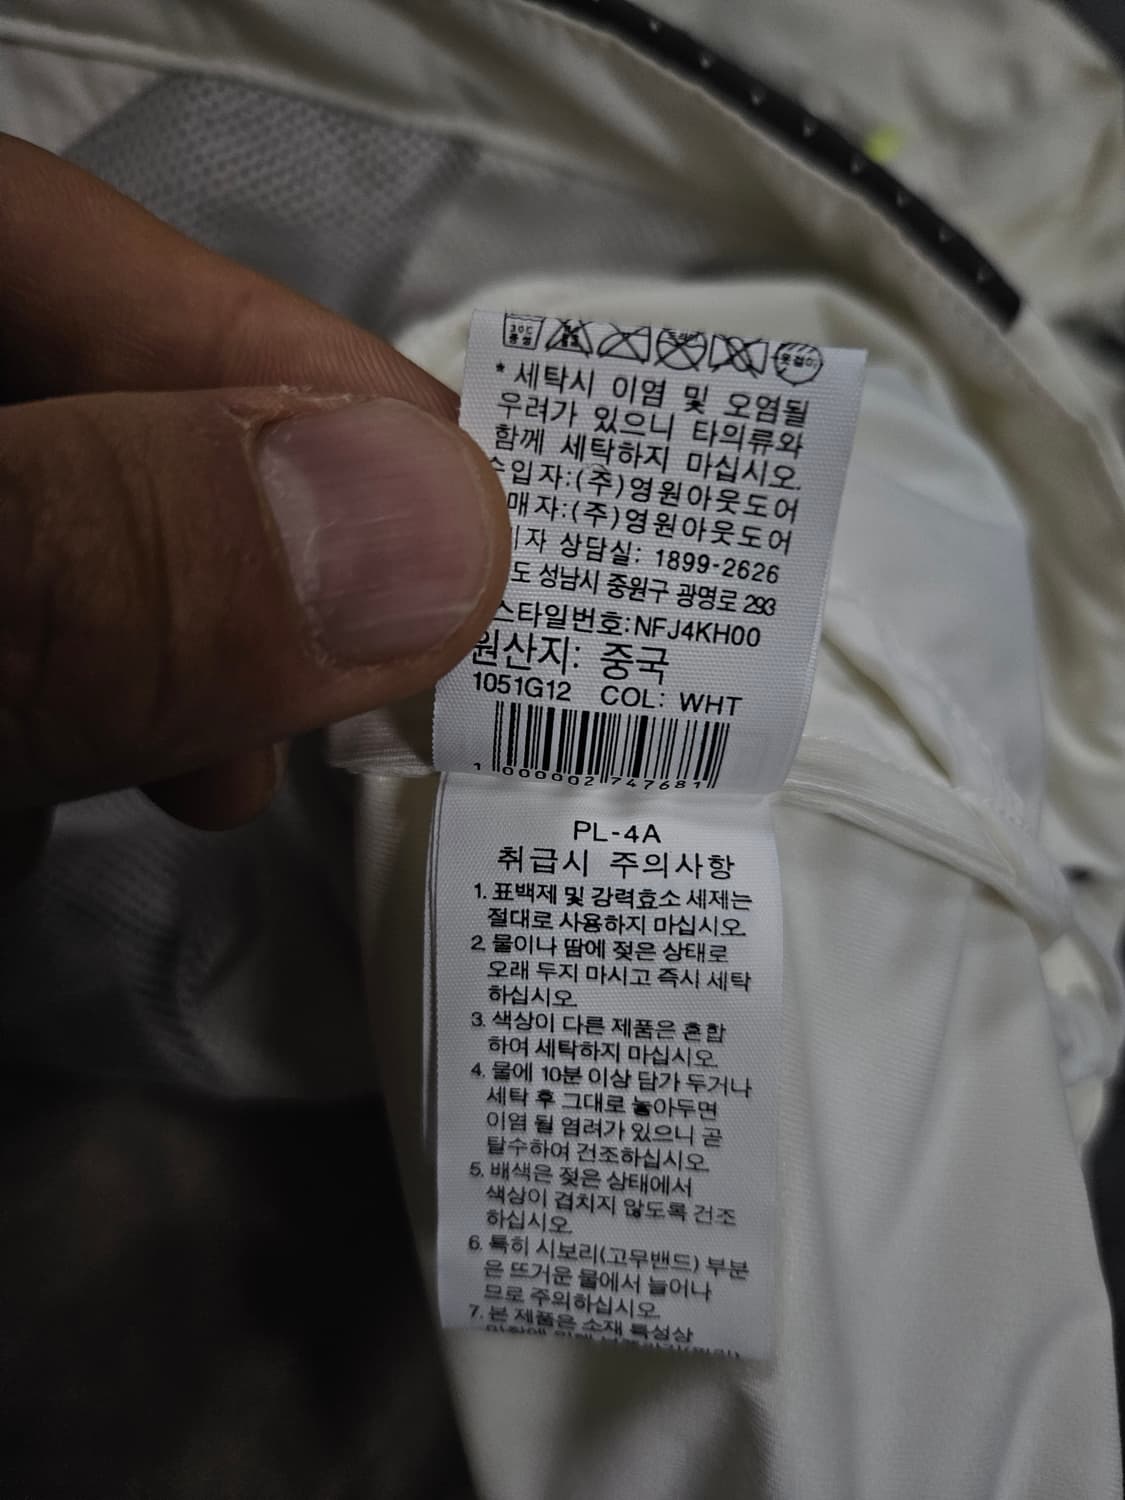 30℃
중성
옷걸이
* 세탁시 이염 및 오염될
우려가 있으니 타의류와
함께 세탁하지 마십시오.
수입자:(주)영원아웃도어
매자:(주)영원아웃도어
자 상담실: 1899-2626
도 성남시 중원구 광명로 293
스타일번호:NFJ4KH00
원산지: 중국
1051G12 COL: WHT
1 000002 747681
PL-4A
취급시 주의사항
1. 표백제 및 강력효소 세제는
절대로 사용하지 마십시오.
2. 물이나 땀에 젖은 상태로
오래 두지 마시고 즉시 세탁
하십시오.
3. 색상이 다른 제품은 혼합
하여 세탁하지 마십시오.
4. 물에 10분 이상 담가 두거나
세탁 후 그대로 놓아두면
이염 될 염려가 있으니 곧
탈수하여 건조하십시오.
5. 배색은 젖은 상태에서
색상이 겹치지 않도록 건조
하십시오.
6. 특히 시보리(고무밴드) 부분
은 뜨거운 물에서 늘어나
므로 주의하십시오.
7. 본 제품은 소재 특성상